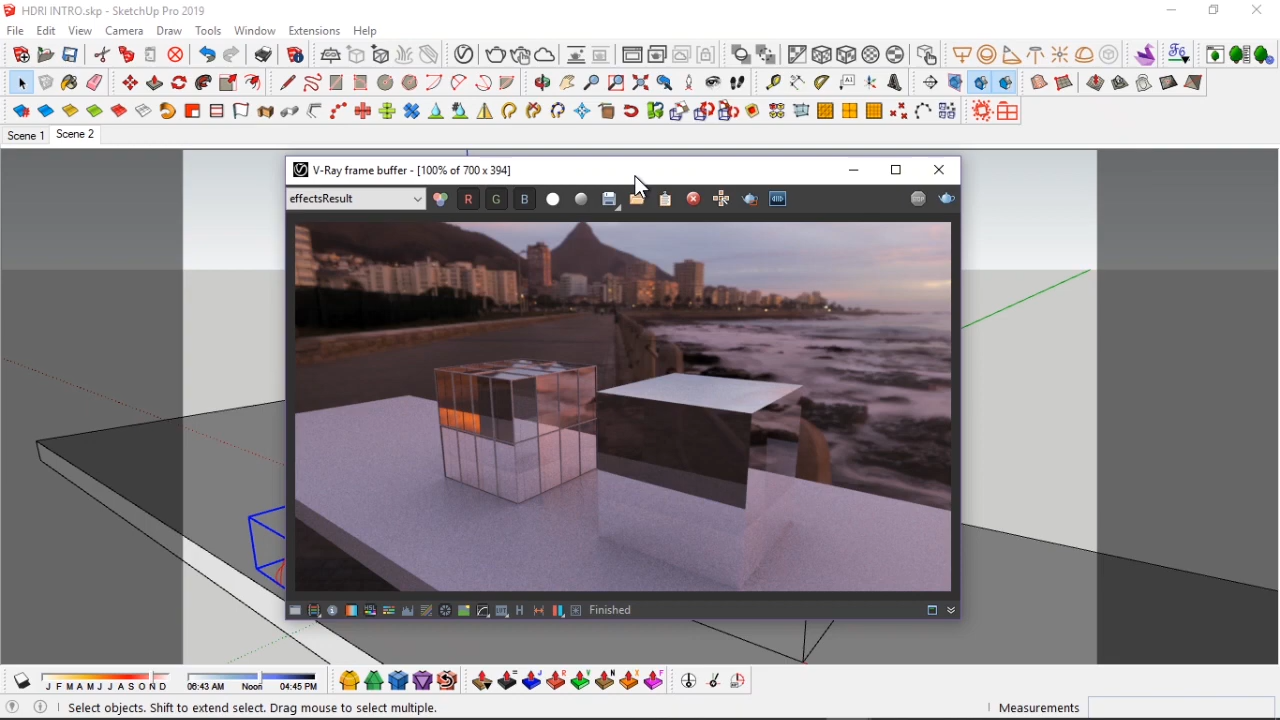 HDRI INTRO.skp - SketchUp Pro 2019
File Edit View Camera Draw Tools Window Extensions Help
Scene 1 Scene 2
V-Ray frame buffer - [100% of 700 x 394]
effectsResult R G B
Finished
J F M A M J J A S O N D 06:43 AM Noon 04:45 PM
Select objects. Shift to extend select. Drag mouse to select multiple. Measurements